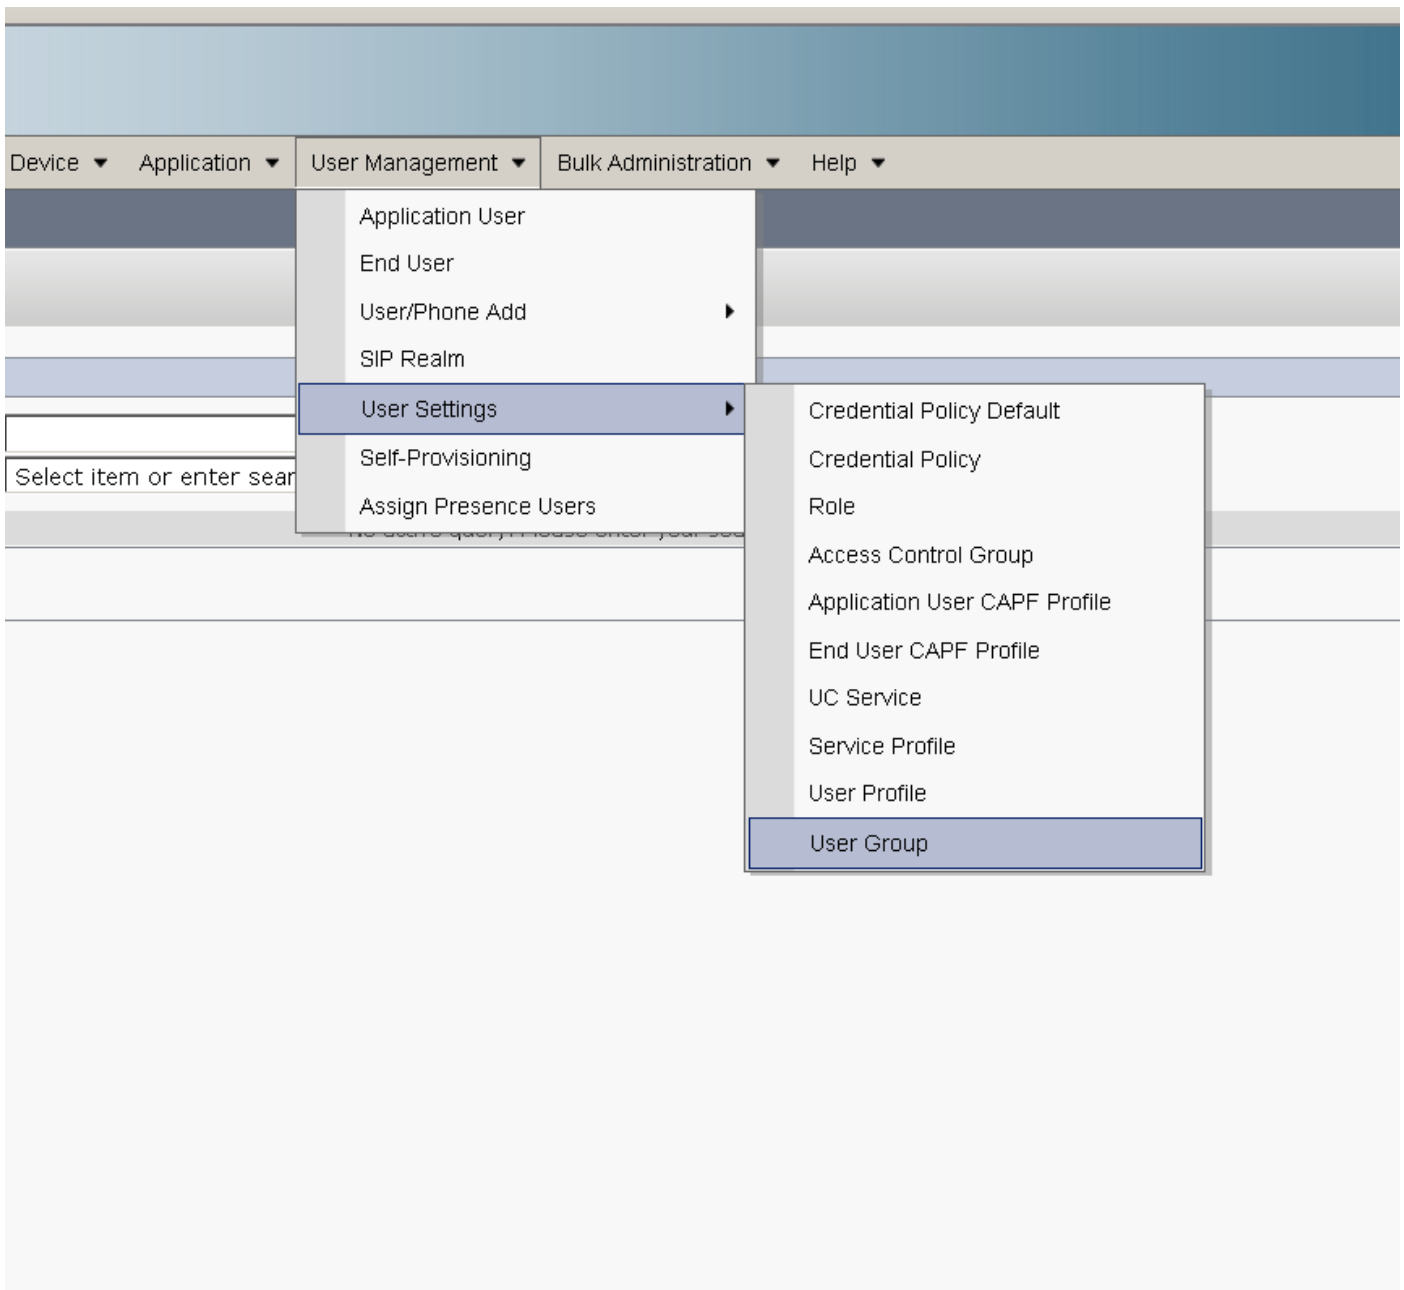 Device Application User Management Bulk Administration Help
Application User
End User
User/Phone Add
SIP Realm
User Settings
Self-Provisioning
Assign Presence Users
Credential Policy Default
Credential Policy
Role
Access Control Group
Application User CAPF Profile
End User CAPF Profile
UC Service
Service Profile
User Profile
User Group
Select item or enter sear